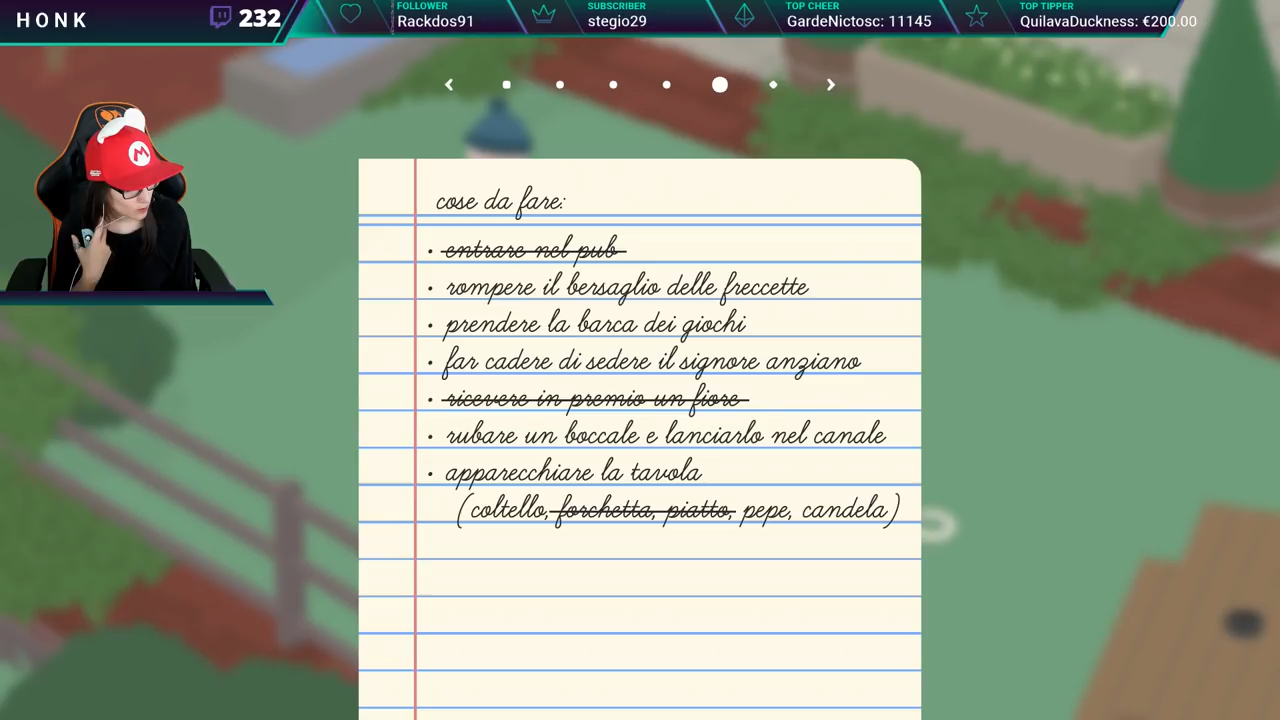 HONK
232
FOLLOWER
Rackdos91
SUBSCRIBER
stegio29
TOP CHEER
GardeNictosc: 11145
TOP TIPPER
QuilavaDuckness: €200.00
M
cose da fare:
• entrare nel pub
• rompere il bersaglio delle freccette
• prendere la barca dei giochi
• far cadere di sedere il signore anziano
• ricevere in premio un fiore
• rubare un boccale e lanciarlo nel canale
• apparecchiare la tavola
(coltello, forchetta, piatto, pepe, candela)